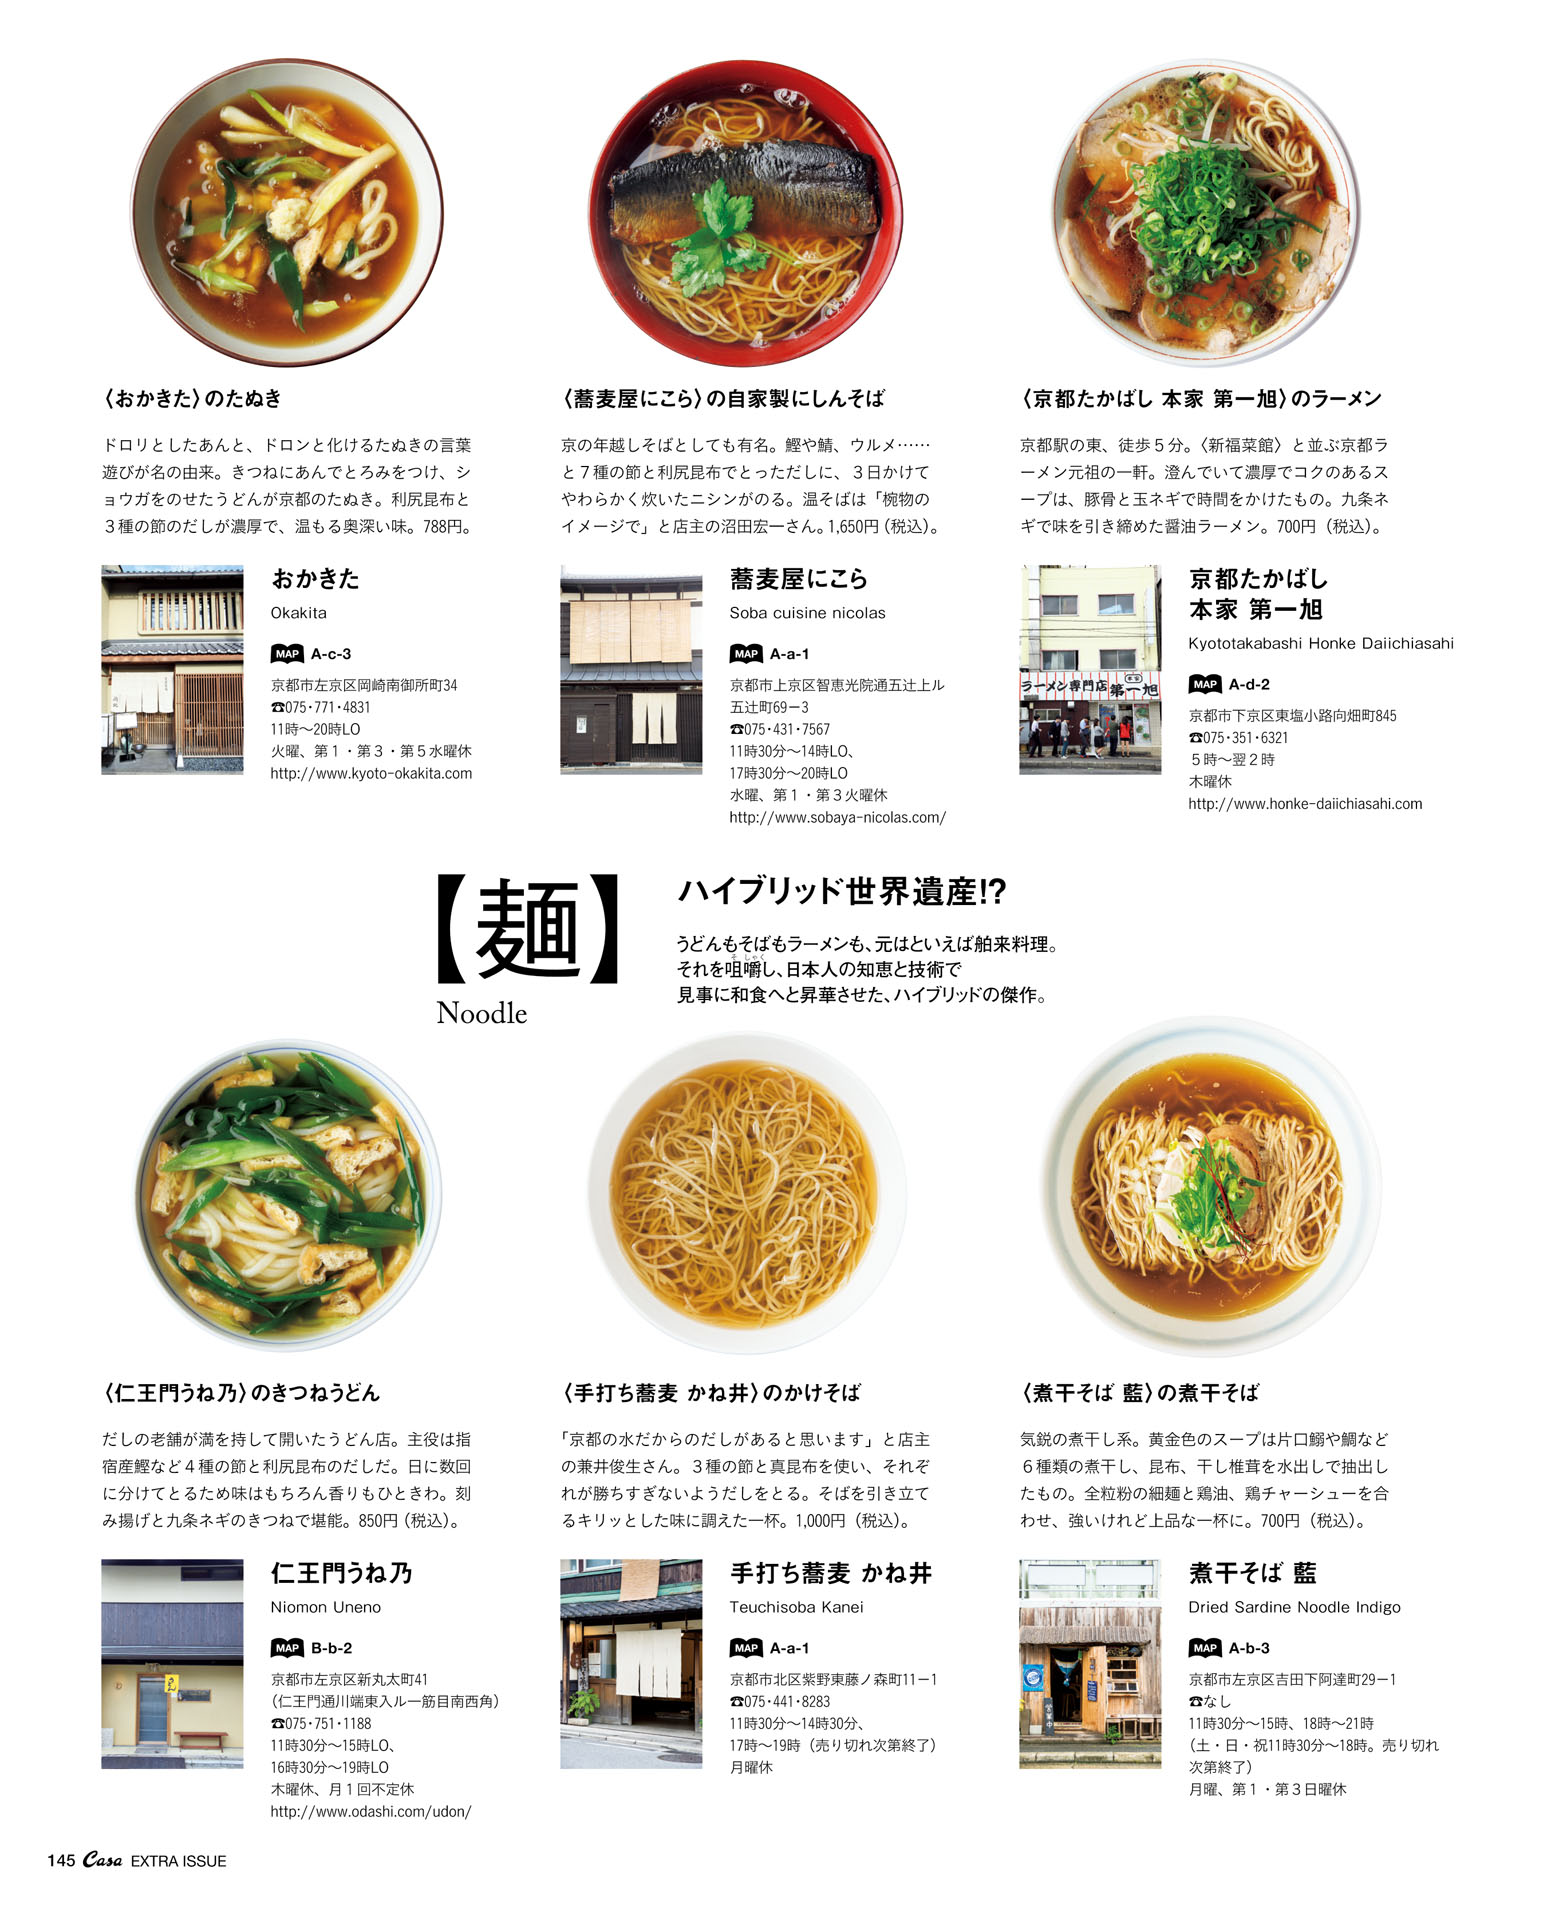 〈おかきた〉のたぬき
ドロリとしたあんと、ドロンと化けるたぬきの言葉
遊びが名の由来。きつねにあんでとろみをつけ、シ
ョウガをのせたうどんが京都のたぬき。利尻昆布と
３種の節のだしが濃厚で、温もる奥深い味。788円。
おかきた
Okakita
MAP A-c-3
京都市左京区岡崎南御所町34
☎075･771･4831
11時〜20時LO
火曜、第１・第３・第５水曜休
http://www.kyoto-okakita.com
〈蕎麦屋にこら〉の自家製にしんそば
京の年越しそばとしても有名。鰹や鯖、ウルメ……
と７種の節と利尻昆布でとっただしに、３日かけて
やわらかく炊いたニシンがのる。温そばは「椀物の
イメージで」と店主の沼田宏一さん。1,650円（税込）。
蕎麦屋にこら
Soba cuisine nicolas
MAP A-a-1
京都市上京区智恵光院通五辻上ル
五辻町69−3
☎075･431･7567
11時30分〜14時LO、
17時30分〜20時LO
水曜、第１・第３火曜休
http://www.sobaya-nicolas.com/
〈京都たかばし 本家 第一旭〉のラーメン
京都駅の東、徒歩５分。〈新福菜館〉と並ぶ京都ラ
ーメン元祖の一軒。澄んでいて濃厚でコクのあるス
ープは、豚骨と玉ネギで時間をかけたもの。九条ネ
ギで味を引き締めた醤油ラーメン。700円（税込）。
ラーメン専門店 本家 第一旭
京都たかばし
本家 第一旭
Kyototakabashi Honke Daiichiasahi
MAP A-d-2
京都市下京区東塩小路向畑町845
☎075･351･6321
５時〜翌２時
木曜休
http://www.honke-daiichiasahi.com
【麺】
Noodle
ハイブリッド世界遺産!?
うどんもそばもラーメンも、元はといえば舶来料理。
それを咀嚼し、日本人の知恵と技術で
見事に和食へと昇華させた、ハイブリッドの傑作。
〈仁王門うね乃〉のきつねうどん
だしの老舗が満を持して開いたうどん店。主役は指
宿産鰹など４種の節と利尻昆布のだしだ。日に数回
に分けてとるため味はもちろん香りもひときわ。刻
み揚げと九条ネギのきつねで堪能。850円（税込）。
うどん
仁王門うね乃
Niomon Uneno
MAP B-b-2
京都市左京区新丸太町41
（仁王門通川端東入ル一筋目南西角）
☎075･751･1188
11時30分〜15時LO、
16時30分〜19時LO
木曜休、月１回不定休
http://www.odashi.com/udon/
〈手打ち蕎麦 かね井〉のかけそば
「京都の水だからのだしがあると思います」と店主
の兼井俊生さん。３種の節と真昆布を使い、それぞ
れが勝ちすぎないようだしをとる。そばを引き立て
るキリッとした味に調えた一杯。1,000円（税込）。
手打ち蕎麦 かね井
Teuchisoba Kanei
MAP A-a-1
京都市北区紫野東藤ノ森町11−1
☎075･441･8283
11時30分〜14時30分、
17時〜19時（売り切れ次第終了）
月曜休
〈煮干そば 藍〉の煮干そば
気鋭の煮干し系。黄金色のスープは片口鰯や鯛など
６種類の煮干し、昆布、干し椎茸を水出しで抽出し
たもの。全粒粉の細麺と鶏油、鶏チャーシューを合
わせ、強いけれど上品な一杯に。700円（税込）。
煮干そば 藍
Dried Sardine Noodle Indigo
MAP A-b-3
京都市左京区吉田下阿達町29−1
☎なし
11時30分〜15時、18時〜21時
（土・日・祝11時30分〜18時。売り切れ
次第終了）
月曜、第１・第３日曜休
145 Casa EXTRA ISSUE